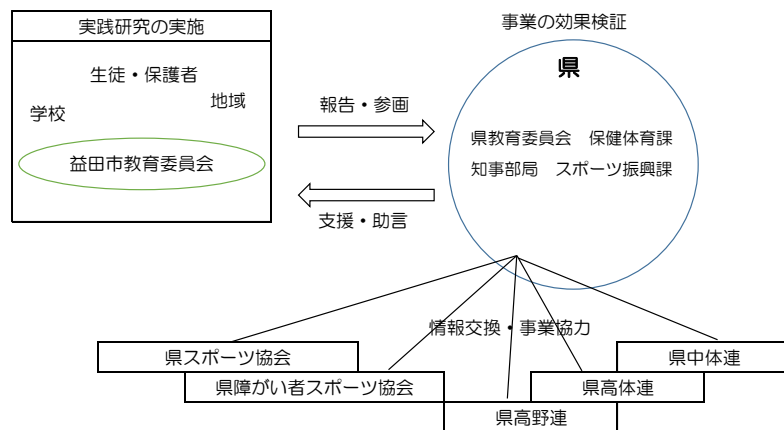 実践研究の実施
生徒・保護者
地域
学校
益田市教育委員会
報告・参画
支援・助言
事業の効果検証
県
県教育委員会　保健体育課
知事部局　スポーツ振興課
情報交換・事業協力
県スポーツ協会
県中体連
県障がい者スポーツ協会
県高体連
県高野連